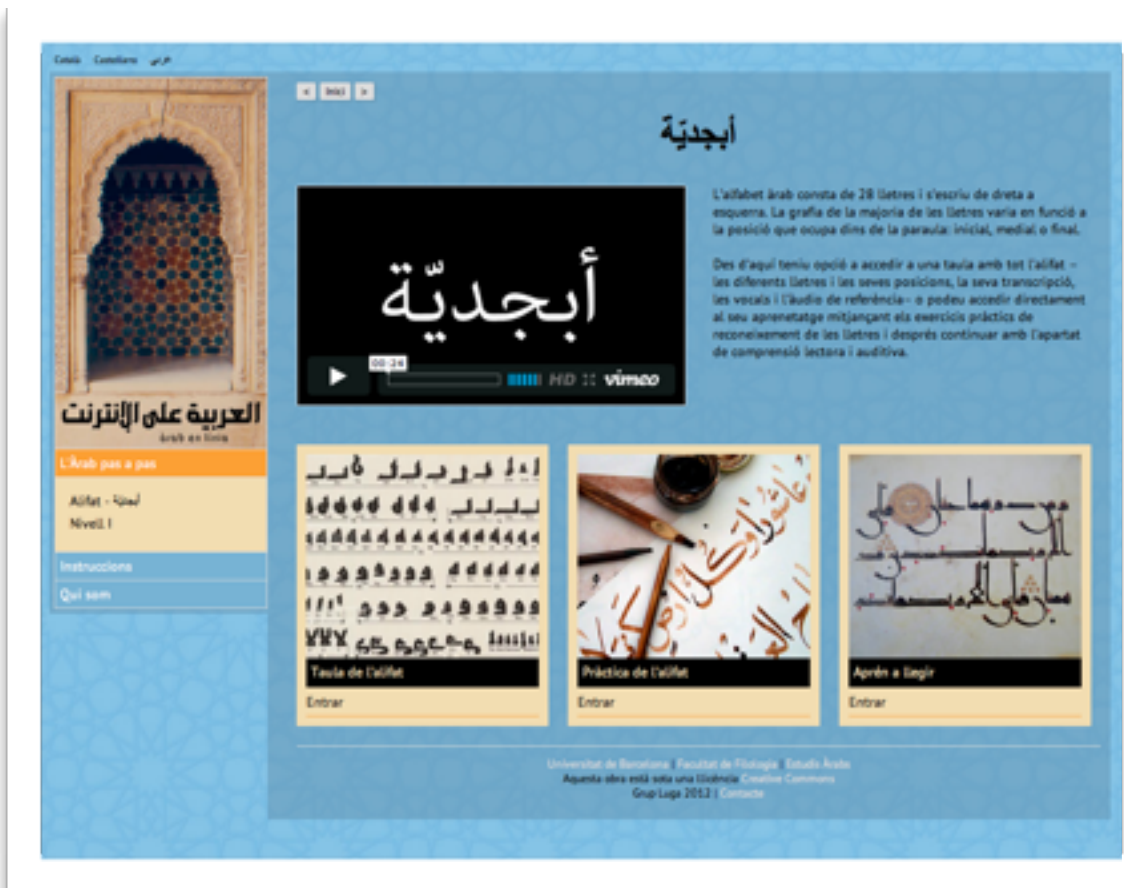 Català Castellano عربي
< Inici >
أبجديّة
أبجديّة
00:24
HD vimeo
L'alfabet àrab consta de 28 lletres i s'escriu de dreta a
esquerra. La grafia de la majoria de les lletres varia en funció a
la posició que ocupa dins de la paraula: inicial, medial o final.
Des d'aquí teniu opció a accedir a una taula amb tot l'alifat –
les diferents lletres i les seves posicions, la seva transcripció,
les vocals i l'àudio de referència– o podeu accedir directament
al seu aprenetatge mitjançant els exercicis pràctics de
reconeixement de les lletres i després continuar amb l'apartat
de comprensió lectora i auditiva.
العربية على الإنترنت
àrab en línia
L'Àrab pas a pas
Alifat - أبجديّة
Nivell I
Instruccions
Qui som
Taula de l'alifat
Entrar
Pràctica de l'alifat
Entrar
Aprén a llegir
Entrar
Universitat de Barcelona | Facultat de Filologia | Estudis Àrabs
Aquesta obra està sota una llicència Creative Commons
Grup Luga 2012 | Contacte